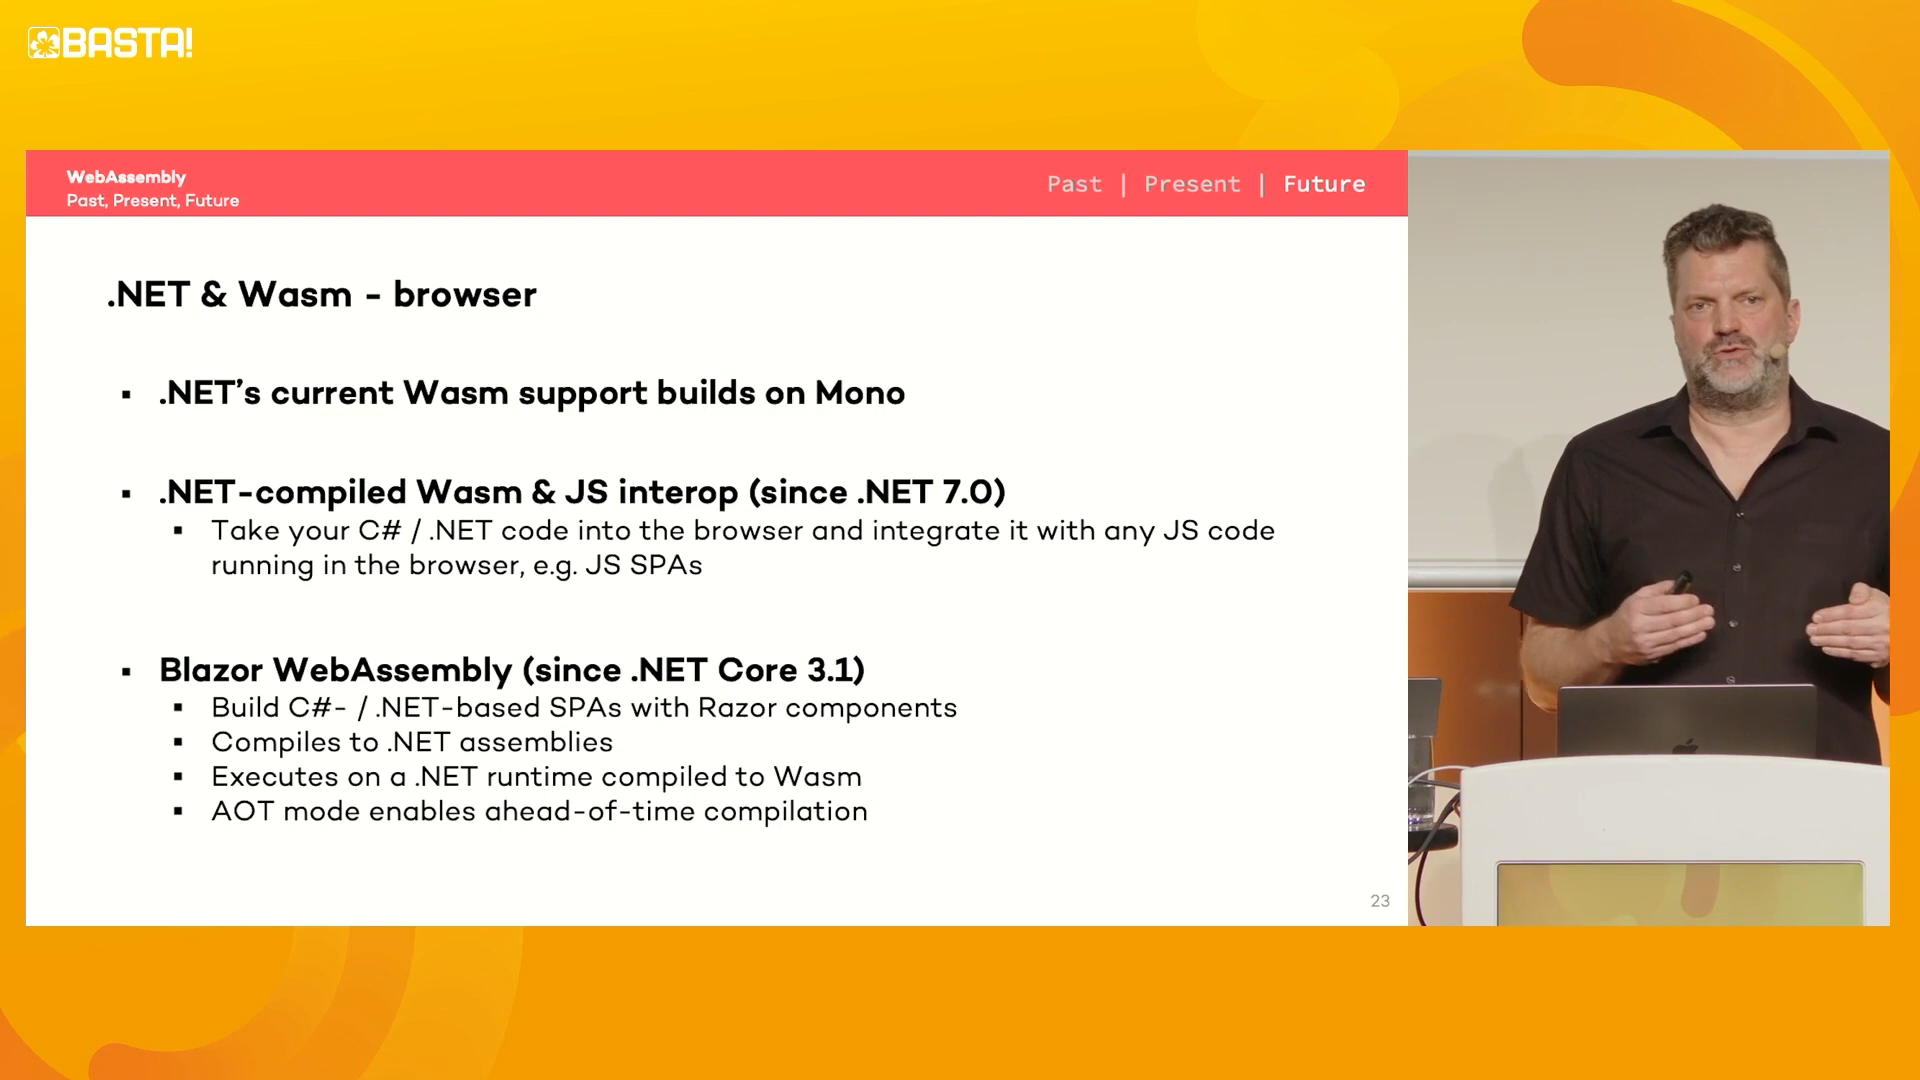 BASTA!
WebAssembly
Past, Present, Future
Past | Present | Future
.NET & Wasm - browser
▪ .NET’s current Wasm support builds on Mono
▪ .NET-compiled Wasm & JS interop (since .NET 7.0)
▪ Take your C# / .NET code into the browser and integrate it with any JS code
running in the browser, e.g. JS SPAs
▪ Blazor WebAssembly (since .NET Core 3.1)
▪ Build C#- / .NET-based SPAs with Razor components
▪ Compiles to .NET assemblies
▪ Executes on a .NET runtime compiled to Wasm
▪ AOT mode enables ahead-of-time compilation
23